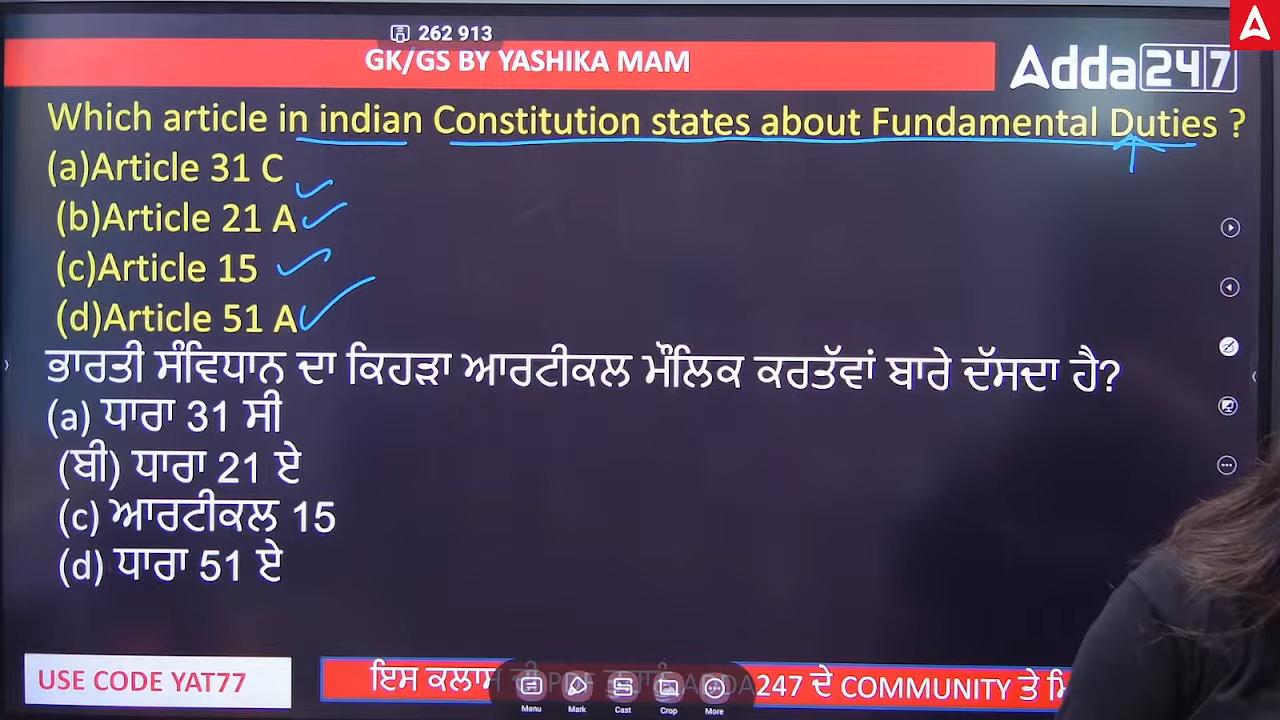 262 913
GK/GS BY YASHIKA MAM
Adda247
Which article in indian Constitution states about Fundamental Duties ?
(a)Article 31 C
(b)Article 21 A
(c)Article 15
(d)Article 51 A
ਭਾਰਤੀ ਸੰਵਿਧਾਨ ਦਾ ਕਿਹੜਾ ਆਰਟੀਕਲ ਮੌਲਿਕ ਕਰਤੱਵਾਂ ਬਾਰੇ ਦੱਸਦਾ ਹੈ?
(a) ਧਾਰਾ 31 ਸੀ
(ਬੀ) ਧਾਰਾ 21 ਏ
(c) ਆਰਟੀਕਲ 15
(d) ਧਾਰਾ 51 ਏ
USE CODE YAT77
ਇਸ 247 ਦੇ COMMUNITY ਤੇ
Menu Mark Cast Crop More